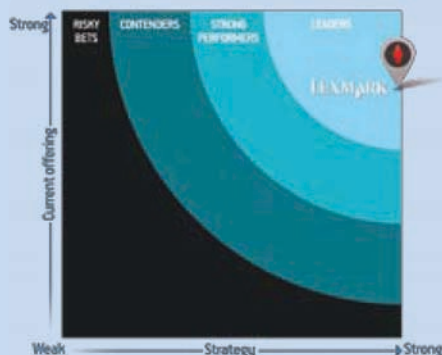 Strong
RISKY
BETS
CONTENDERS
STRONG
PERFORMERS
LEADERS
LEXMARK
Current offering
Weak
Strategy
Strong